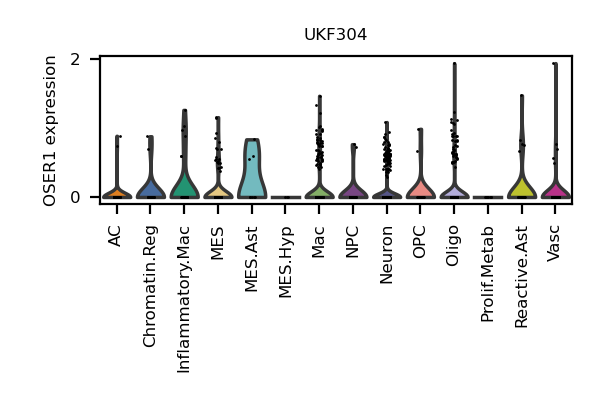 UKF304
OSER1 expression
2
0
AC
Chromatin.Reg
Inflammatory.Mac
MES
MES.Ast
MES.Hyp
Mac
NPC
Neuron
OPC
Oligo
Prolif.Metab
Reactive.Ast
Vasc